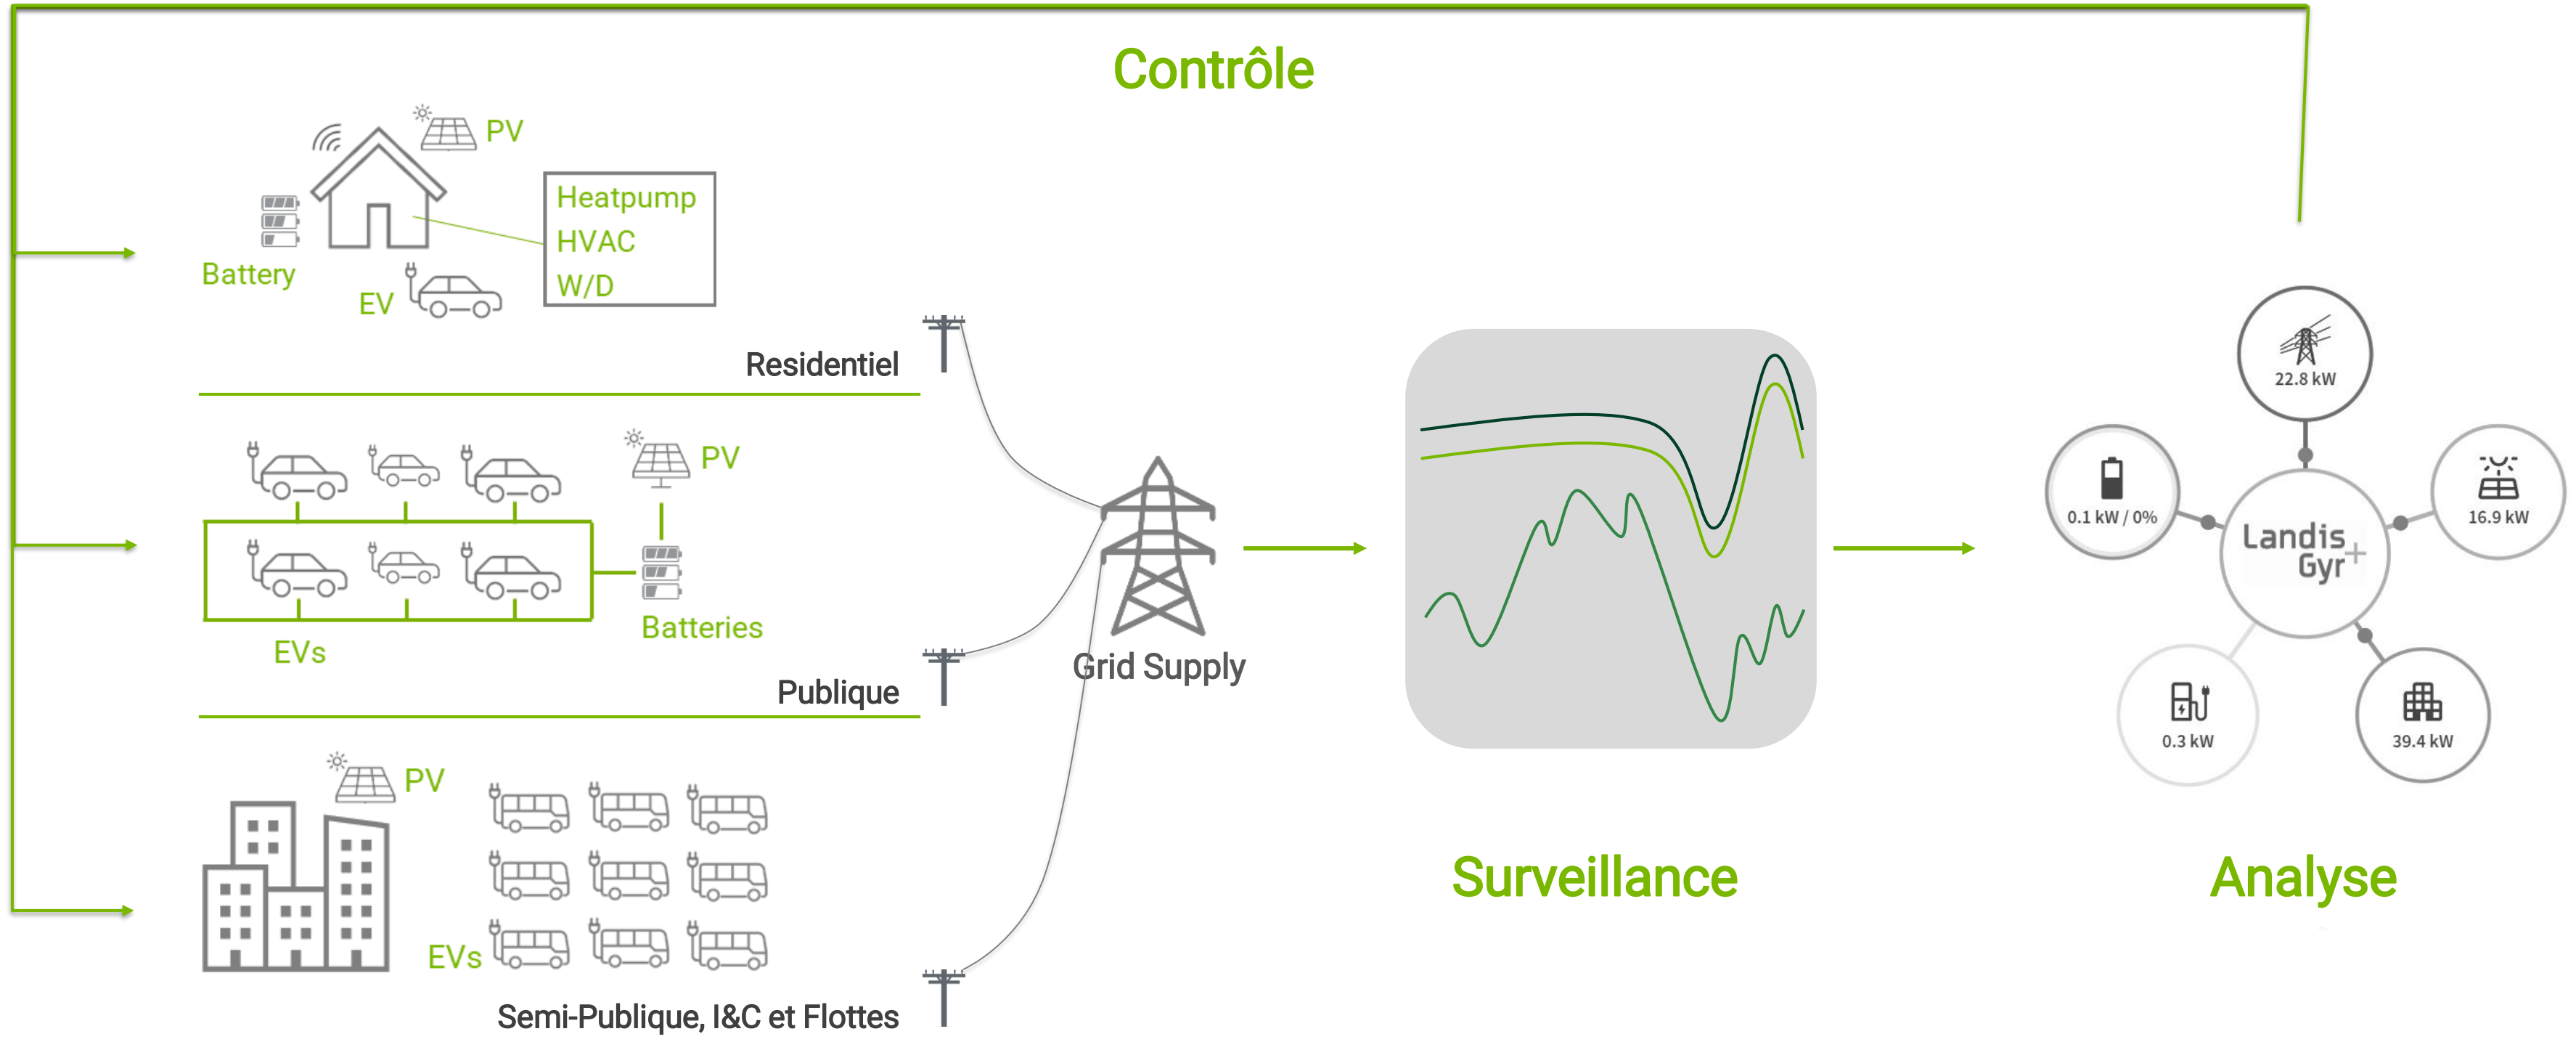 Contrôle
PV
Heatpump
HVAC
W/D
Battery
EV
Residentiel
PV
Batteries
EVs
Publique
PV
EVs
Semi-Publique, I&C et Flottes
Grid Supply
Surveillance
22.8 kW
0.1 kW / 0%
16.9 kW
Landis
Gyr+
0.3 kW
39.4 kW
Analyse